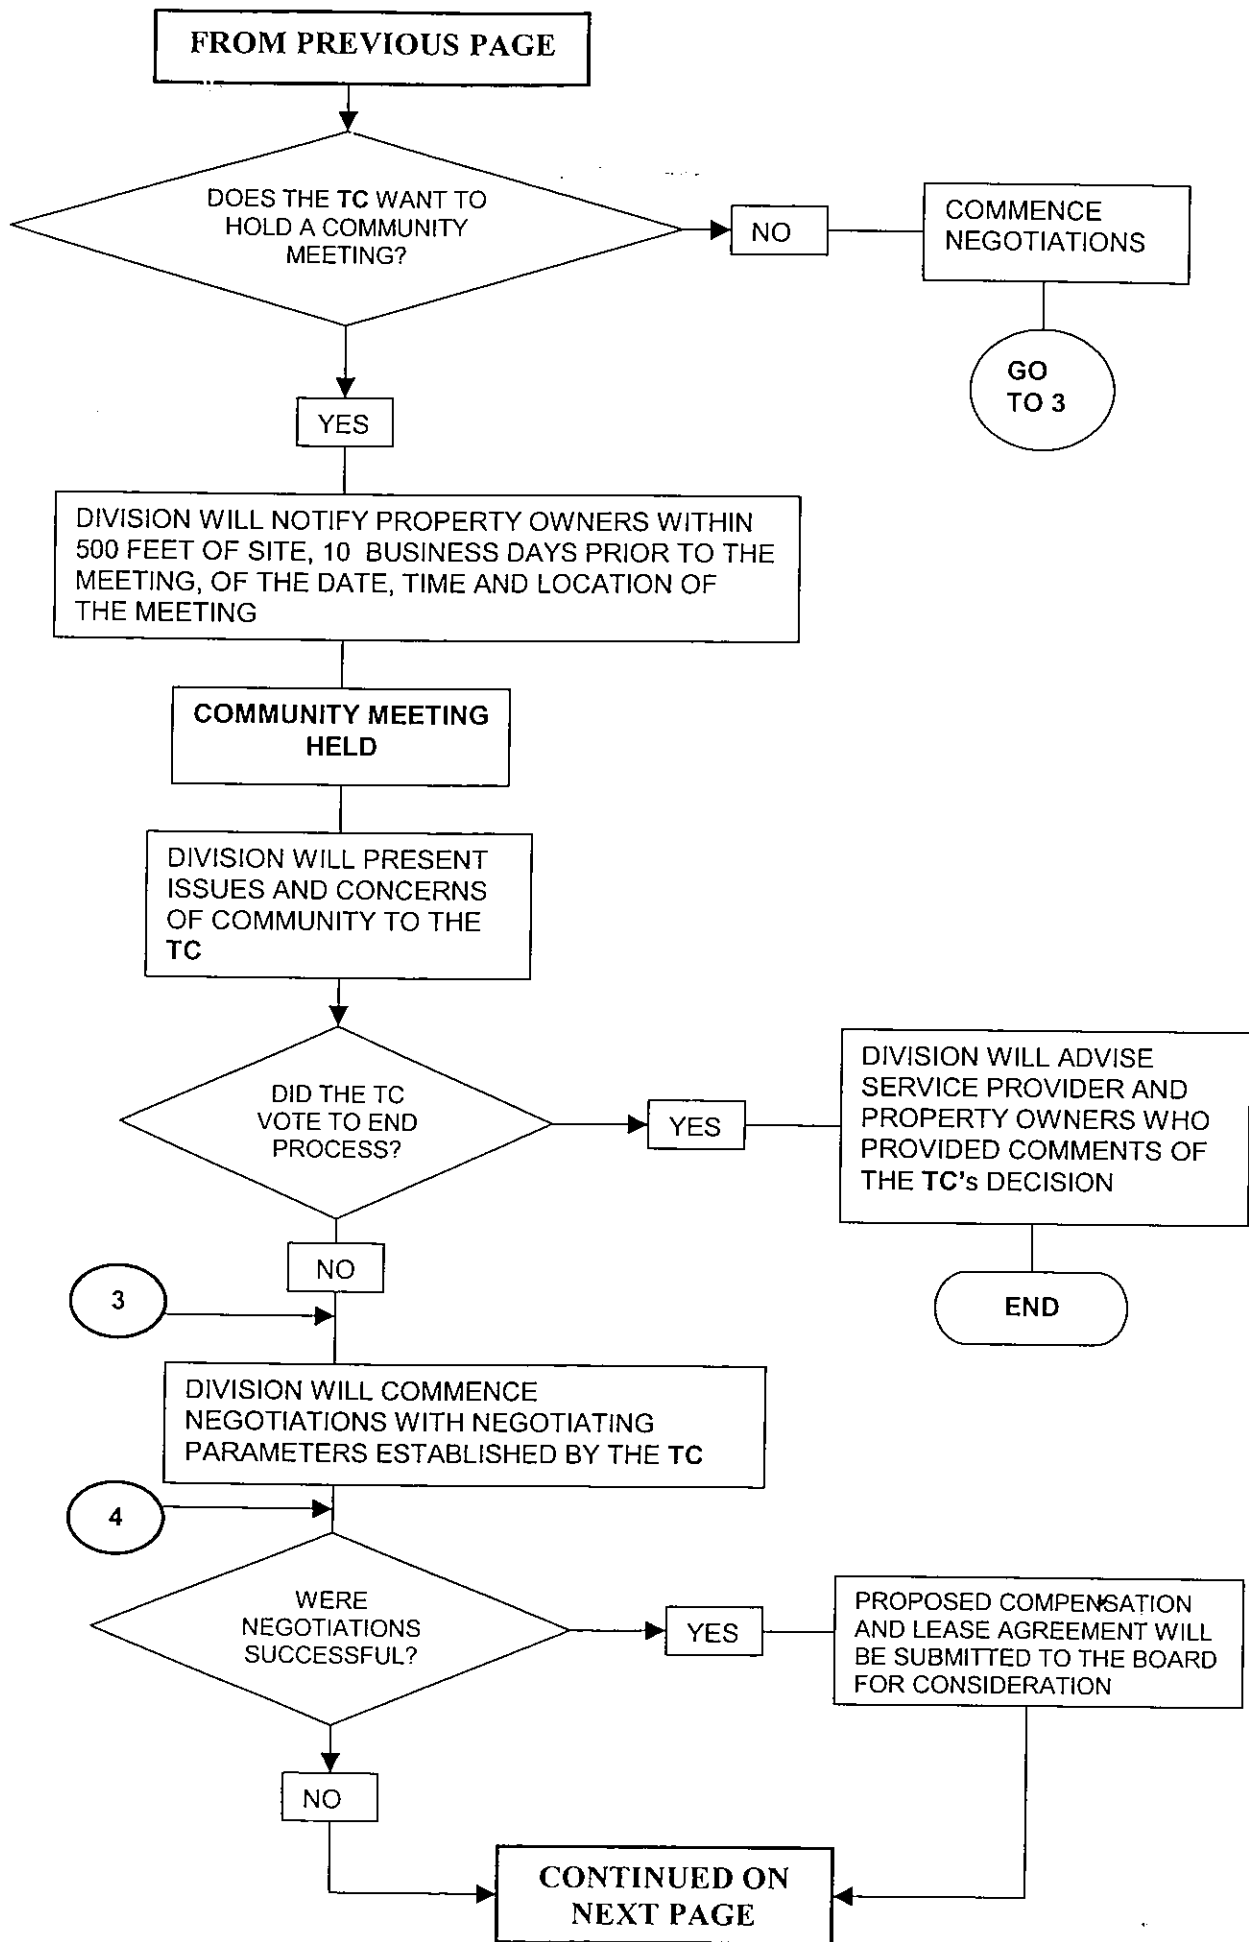 FROM PREVIOUS PAGE
DOES THE TC WANT TO
HOLD A COMMUNITY
MEETING?
NO
COMMENCE
NEGOTIATIONS
GO
TO 3
YES
DIVISION WILL NOTIFY PROPERTY OWNERS WITHIN
500 FEET OF SITE, 10 BUSINESS DAYS PRIOR TO THE
MEETING, OF THE DATE, TIME AND LOCATION OF
THE MEETING
COMMUNITY MEETING
HELD
DIVISION WILL PRESENT
ISSUES AND CONCERNS
OF COMMUNITY TO THE
TC
DID THE TC
VOTE TO END
PROCESS?
YES
DIVISION WILL ADVISE
SERVICE PROVIDER AND
PROPERTY OWNERS WHO
PROVIDED COMMENTS OF
THE TC's DECISION
END
NO
3
DIVISION WILL COMMENCE
NEGOTIATIONS WITH NEGOTIATING
PARAMETERS ESTABLISHED BY THE TC
4
WERE
NEGOTIATIONS
SUCCESSFUL?
YES
PROPOSED COMPENSATION
AND LEASE AGREEMENT WILL
BE SUBMITTED TO THE BOARD
FOR CONSIDERATION
NO
CONTINUED ON
NEXT PAGE